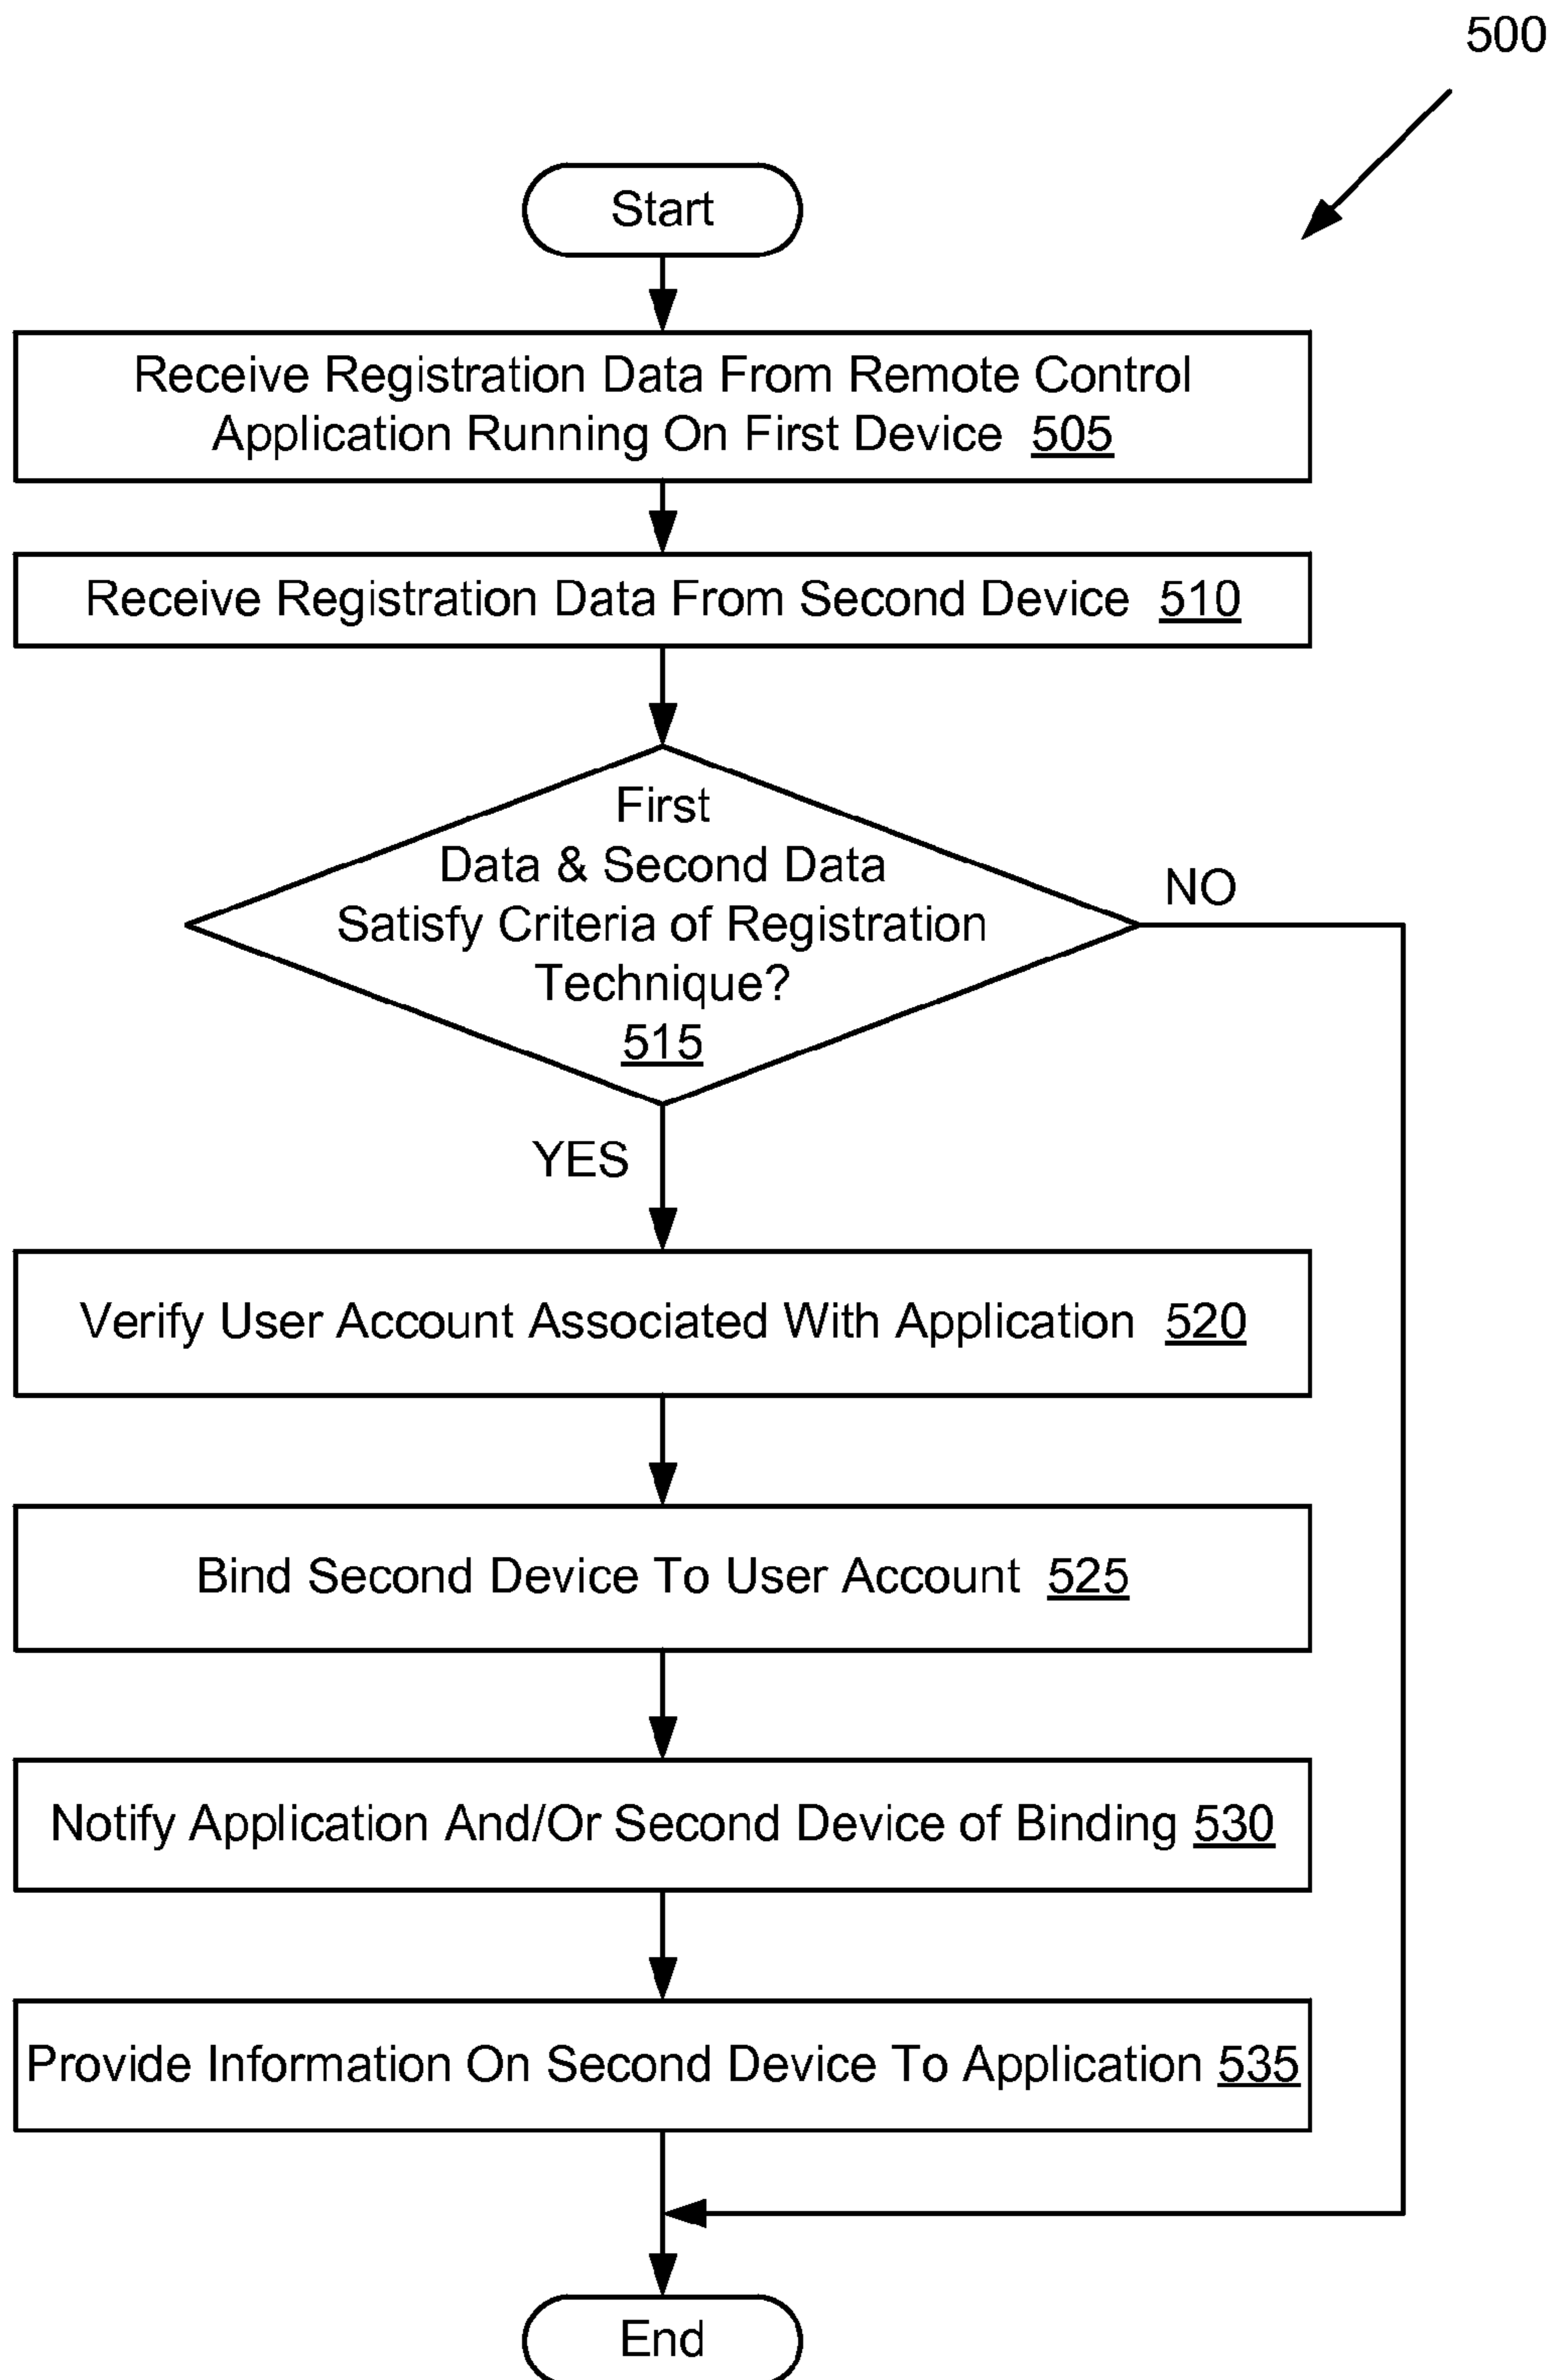 500
Start
Receive Registration Data From Remote Control
Application Running On First Device 505
Receive Registration Data From Second Device 510
First
Data & Second Data
Satisfy Criteria of Registration
Technique?
515
NO
YES
Verify User Account Associated With Application 520
Bind Second Device To User Account 525
Notify Application And/Or Second Device of Binding 530
Provide Information On Second Device To Application 535
End